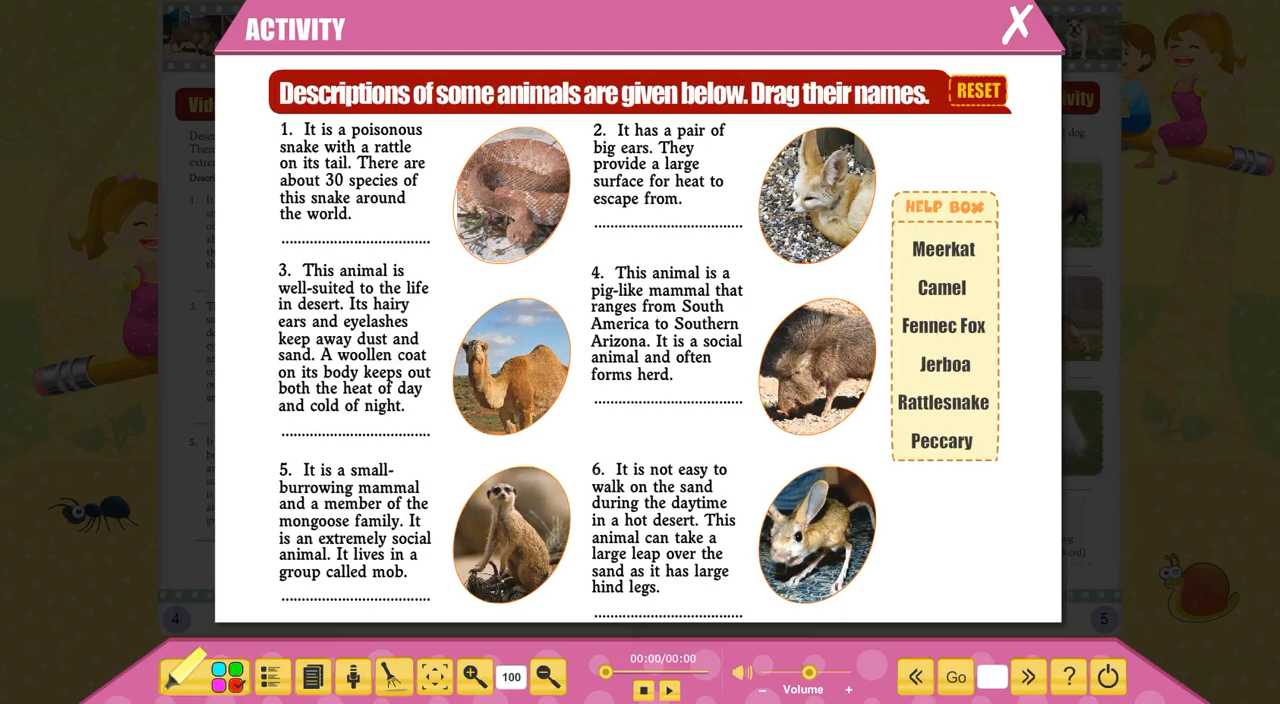 ACTIVITY
X
Descriptions of some animals are given below. Drag their names.
RESET
1. It is a poisonous
snake with a rattle
on its tail. There are
about 30 species of
this snake around
the world.
.....................................
2. It has a pair of
big ears. They
provide a large
surface for heat to
escape from.
.....................................
3. This animal is
well-suited to the life
in desert. Its hairy
ears and eyelashes
keep away dust and
sand. A woollen coat
on its body keeps out
both the heat of day
and cold of night.
.....................................
4. This animal is a
pig-like mammal that
ranges from South
America to Southern
Arizona. It is a social
animal and often
forms herd.
.....................................
5. It is a small-
burrowing mammal
and a member of the
mongoose family. It
is an extremely social
animal. It lives in a
group called mob.
.....................................
6. It is not easy to
walk on the sand
during the daytime
in a hot desert. This
animal can take a
large leap over the
sand as it has large
hind legs.
.....................................
HELP BOX
Meerkat
Camel
Fennec Fox
Jerboa
Rattlesnake
Peccary
4
5
100
00:00/00:00
– Volume +
Go
?